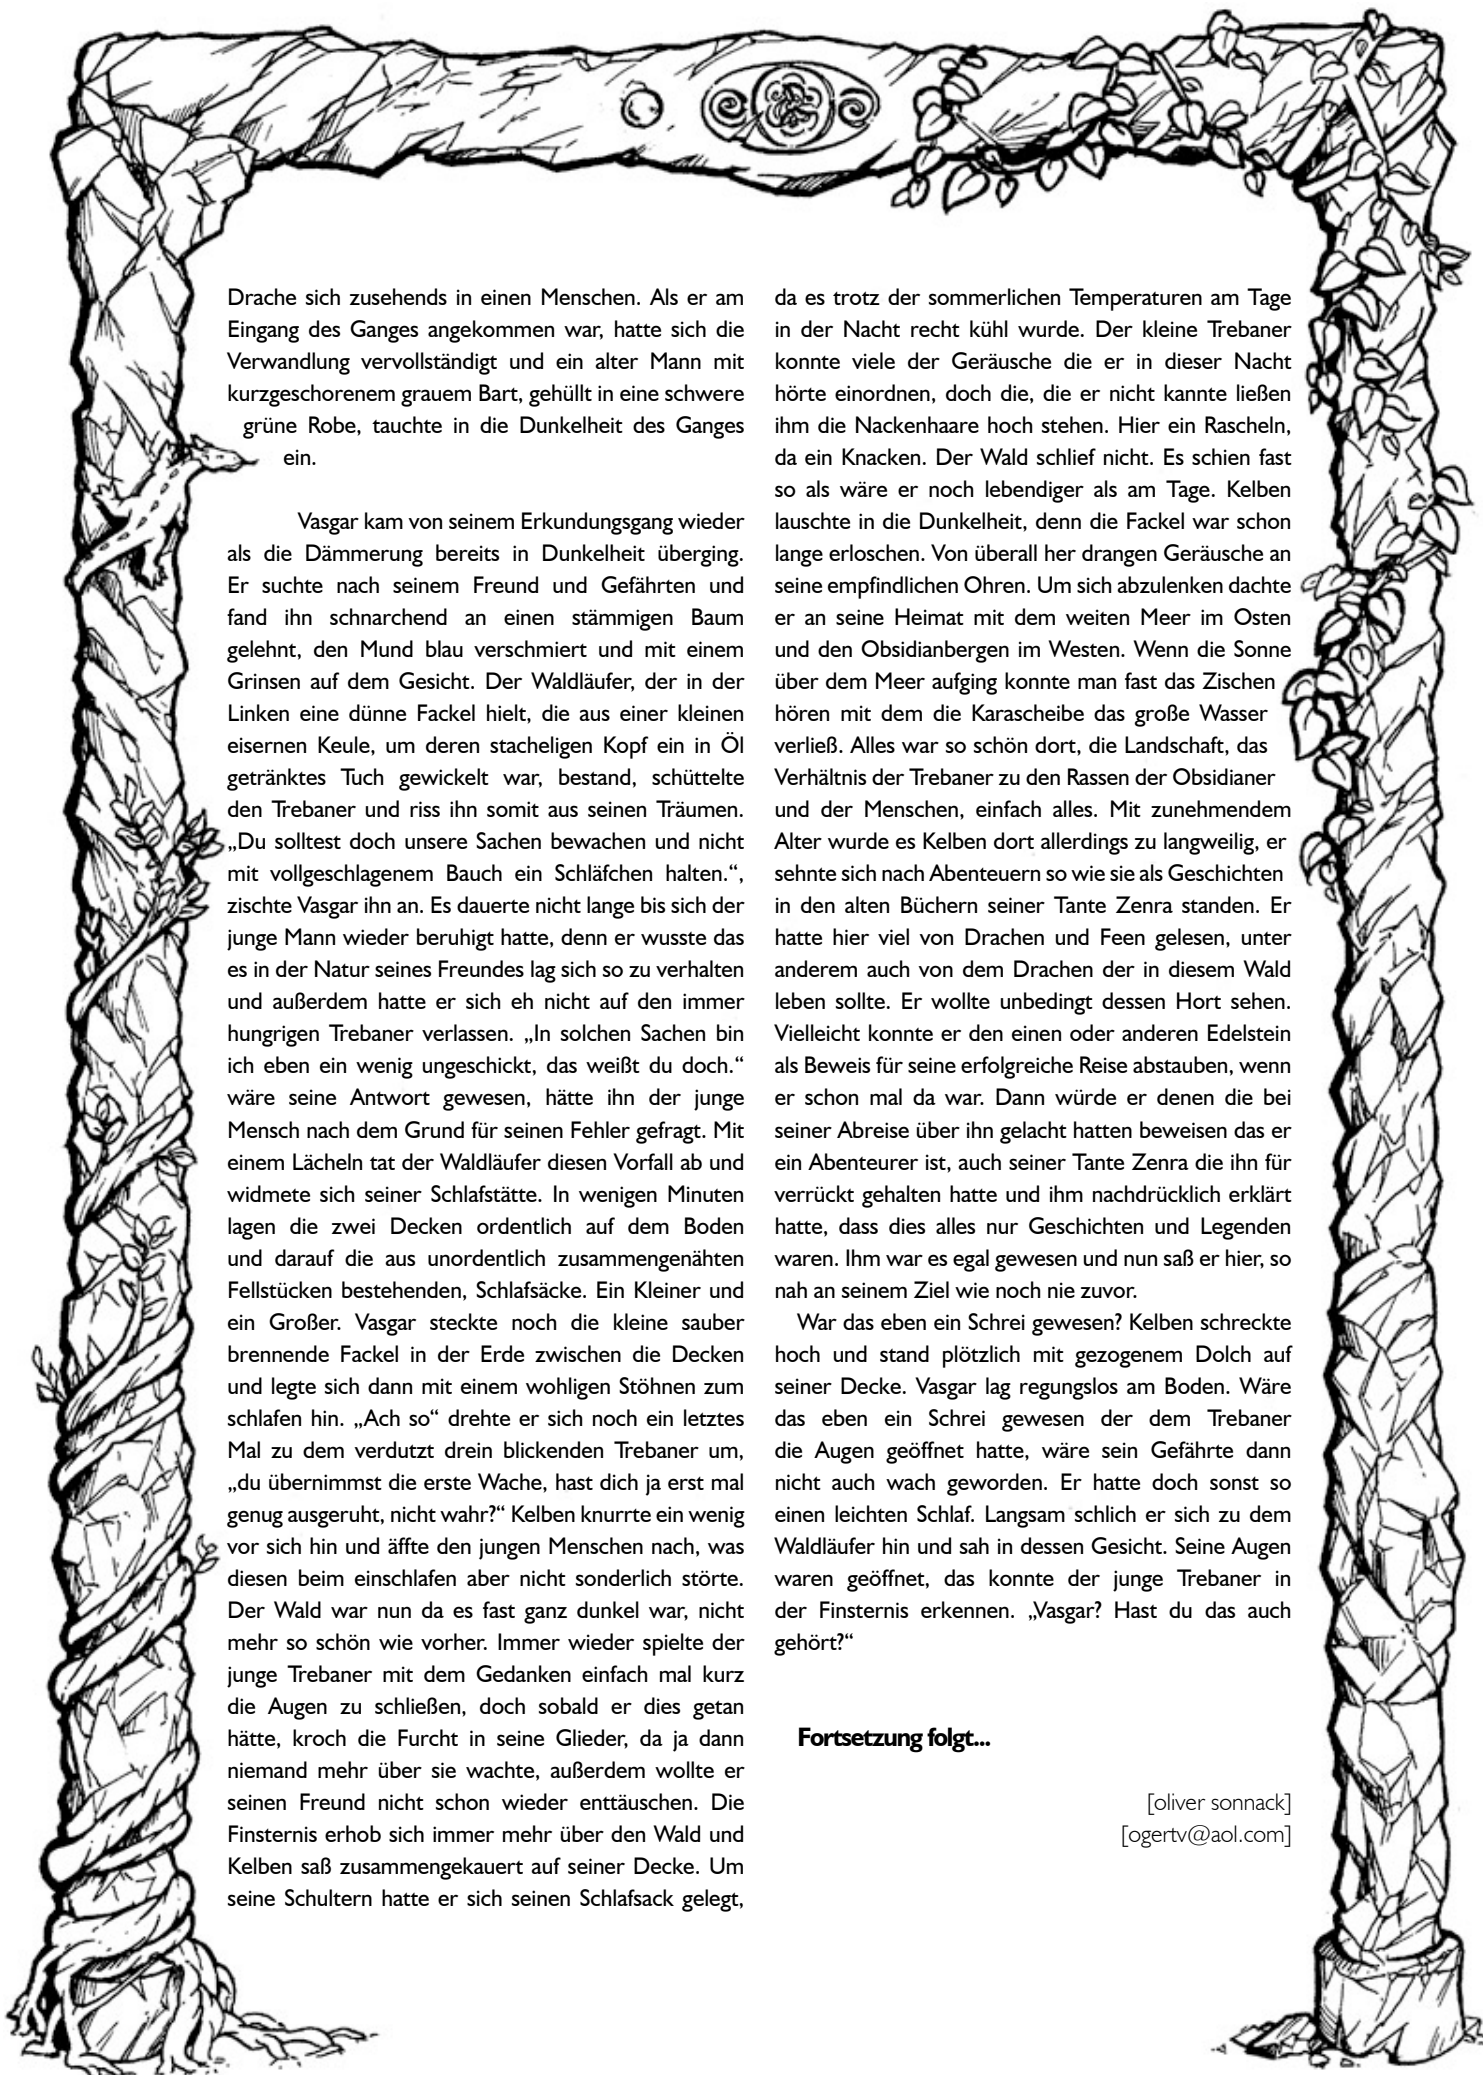 Drache sich zusehends in einen Menschen. Als er am
Eingang des Ganges angekommen war, hatte sich die
Verwandlung vervollständigt und ein alter Mann mit
kurzgeschorenem grauem Bart, gehüllt in eine schwere
grüne Robe, tauchte in die Dunkelheit des Ganges
ein.
Vasgar kam von seinem Erkundungsgang wieder
als die Dämmerung bereits in Dunkelheit überging.
Er suchte nach seinem Freund und Gefährten und
fand ihn schnarchend an einen stämmigen Baum
gelehnt, den Mund blau verschmiert und mit einem
Grinsen auf dem Gesicht. Der Waldläufer, der in der
Linken eine dünne Fackel hielt, die aus einer kleinen
eisernen Keule, um deren stacheligen Kopf ein in Öl
getränktes Tuch gewickelt war, bestand, schüttelte
den Trebaner und riss ihn somit aus seinen Träumen.
„Du solltest doch unsere Sachen bewachen und nicht
mit vollgeschlagenem Bauch ein Schläfchen halten.“,
zischte Vasgar ihn an. Es dauerte nicht lange bis sich der
junge Mann wieder beruhigt hatte, denn er wusste das
es in der Natur seines Freundes lag sich so zu verhalten
und außerdem hatte er sich eh nicht auf den immer
hungrigen Trebaner verlassen. „In solchen Sachen bin
ich eben ein wenig ungeschickt, das weißt du doch.“
wäre seine Antwort gewesen, hätte ihn der junge
Mensch nach dem Grund für seinen Fehler gefragt. Mit
einem Lächeln tat der Waldläufer diesen Vorfall ab und
widmete sich seiner Schlafstätte. In wenigen Minuten
lagen die zwei Decken ordentlich auf dem Boden
und darauf die aus unordentlich zusammengenähten
Fellstücken bestehenden, Schlafsäcke. Ein Kleiner und
ein Großer. Vasgar steckte noch die kleine sauber
brennende Fackel in der Erde zwischen die Decken
und legte sich dann mit einem wohligen Stöhnen zum
schlafen hin. „Ach so“ drehte er sich noch ein letztes
Mal zu dem verdutzt drein blickenden Trebaner um,
„du übernimmst die erste Wache, hast dich ja erst mal
genug ausgeruht, nicht wahr?“ Kelben knurrte ein wenig
vor sich hin und äffte den jungen Menschen nach, was
diesen beim einschlafen aber nicht sonderlich störte.
Der Wald war nun da es fast ganz dunkel war, nicht
mehr so schön wie vorher. Immer wieder spielte der
junge Trebaner mit dem Gedanken einfach mal kurz
die Augen zu schließen, doch sobald er dies getan
hätte, kroch die Furcht in seine Glieder, da ja dann
niemand mehr über sie wachte, außerdem wollte er
seinen Freund nicht schon wieder enttäuschen. Die
Finsternis erhob sich immer mehr über den Wald und
Kelben saß zusammengekauert auf seiner Decke. Um
seine Schultern hatte er sich seinen Schlafsack gelegt,
da es trotz der sommerlichen Temperaturen am Tage
in der Nacht recht kühl wurde. Der kleine Trebaner
konnte viele der Geräusche die er in dieser Nacht
hörte einordnen, doch die, die er nicht kannte ließen
ihm die Nackenhaare hoch stehen. Hier ein Rascheln,
da ein Knacken. Der Wald schlief nicht. Es schien fast
so als wäre er noch lebendiger als am Tage. Kelben
lauschte in die Dunkelheit, denn die Fackel war schon
lange erloschen. Von überall her drangen Geräusche an
seine empfindlichen Ohren. Um sich abzulenken dachte
er an seine Heimat mit dem weiten Meer im Osten
und den Obsidianbergen im Westen. Wenn die Sonne
über dem Meer aufging konnte man fast das Zischen
hören mit dem die Karascheibe das große Wasser
verließ. Alles war so schön dort, die Landschaft, das
Verhältnis der Trebaner zu den Rassen der Obsidianer
und der Menschen, einfach alles. Mit zunehmendem
Alter wurde es Kelben dort allerdings zu langweilig, er
sehnte sich nach Abenteuern so wie sie als Geschichten
in den alten Büchern seiner Tante Zenra standen. Er
hatte hier viel von Drachen und Feen gelesen, unter
anderem auch von dem Drachen der in diesem Wald
leben sollte. Er wollte unbedingt dessen Hort sehen.
Vielleicht konnte er den einen oder anderen Edelstein
als Beweis für seine erfolgreiche Reise abstauben, wenn
er schon mal da war. Dann würde er denen die bei
seiner Abreise über ihn gelacht hatten beweisen das er
ein Abenteurer ist, auch seiner Tante Zenra die ihn für
verrückt gehalten hatte und ihm nachdrücklich erklärt
hatte, dass dies alles nur Geschichten und Legenden
waren. Ihm war es egal gewesen und nun saß er hier, so
nah an seinem Ziel wie noch nie zuvor.
War das eben ein Schrei gewesen? Kelben schreckte
hoch und stand plötzlich mit gezogenem Dolch auf
seiner Decke. Vasgar lag regungslos am Boden. Wäre
das eben ein Schrei gewesen der dem Trebaner
die Augen geöffnet hatte, wäre sein Gefährte dann
nicht auch wach geworden. Er hatte doch sonst so
einen leichten Schlaf. Langsam schlich er sich zu dem
Waldläufer hin und sah in dessen Gesicht. Seine Augen
waren geöffnet, das konnte der junge Trebaner in
der Finsternis erkennen. „Vasgar? Hast du das auch
gehört?“
Fortsetzung folgt...
[oliver sonnack]
[ogertv@aol.com]